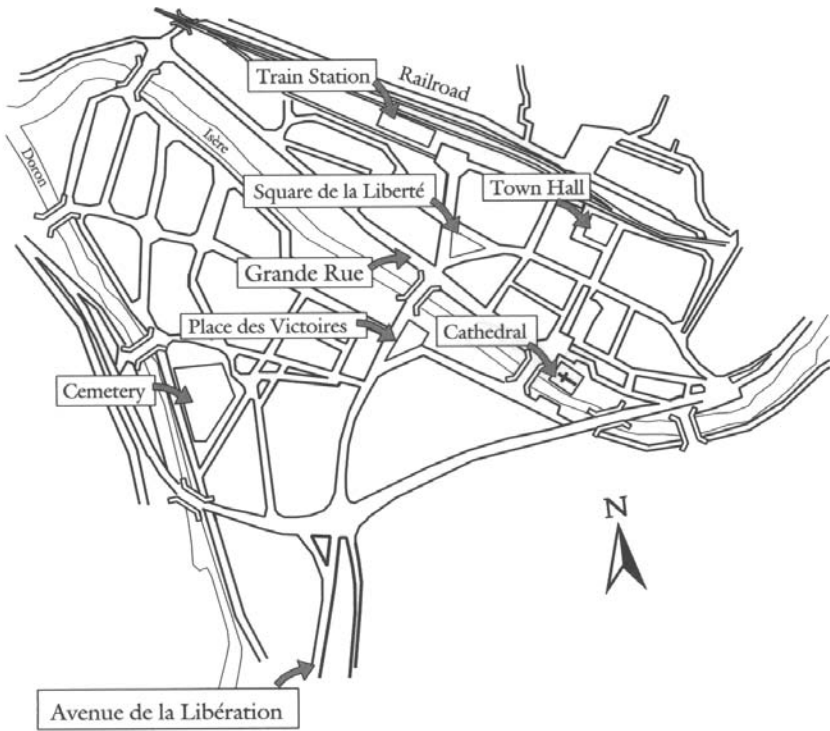 Train Station
Railroad
Isère
Doron
Square de la Liberté
Town Hall
Grande Rue
Place des Victoires
Cathedral
Cemetery
N
Avenue de la Libération